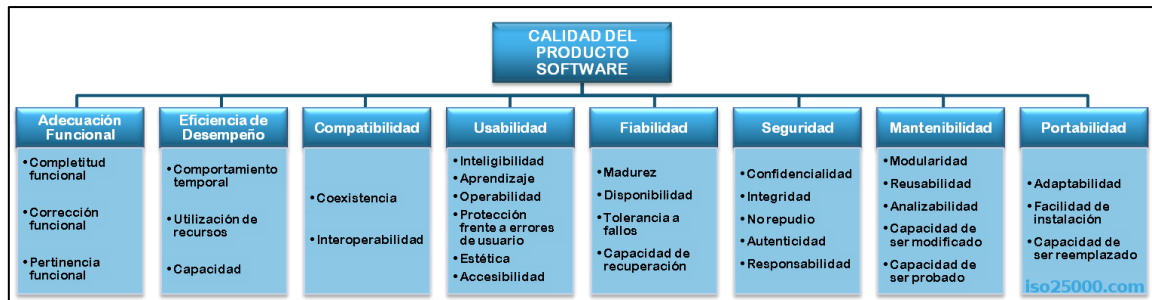 CALIDAD DEL
PRODUCTO
SOFTWARE
Adecuación
Funcional
• Completitud
funcional
• Corrección
funcional
• Pertinencia
funcional
Eficiencia de
Desempeño
• Comportamiento
temporal
• Utilización de
recursos
• Capacidad
Compatibilidad
• Coexistencia
• Interoperabilidad
Usabilidad
• Inteligibilidad
• Aprendizaje
• Operabilidad
• Protección
frente a errores
de usuario
• Estética
• Accesibilidad
Fiabilidad
• Madurez
• Disponibilidad
• Tolerancia a
fallos
• Capacidad de
recuperación
Seguridad
• Confidencialidad
• Integridad
• No repudio
• Autenticidad
• Responsabilidad
Mantenibilidad
• Modularidad
• Reusabilidad
• Analizabilidad
• Capacidad de
ser modificado
• Capacidad de
ser probado
Portabilidad
• Adaptabilidad
• Facilidad de
instalación
• Capacidad de
ser reemplazado
iso25000.com